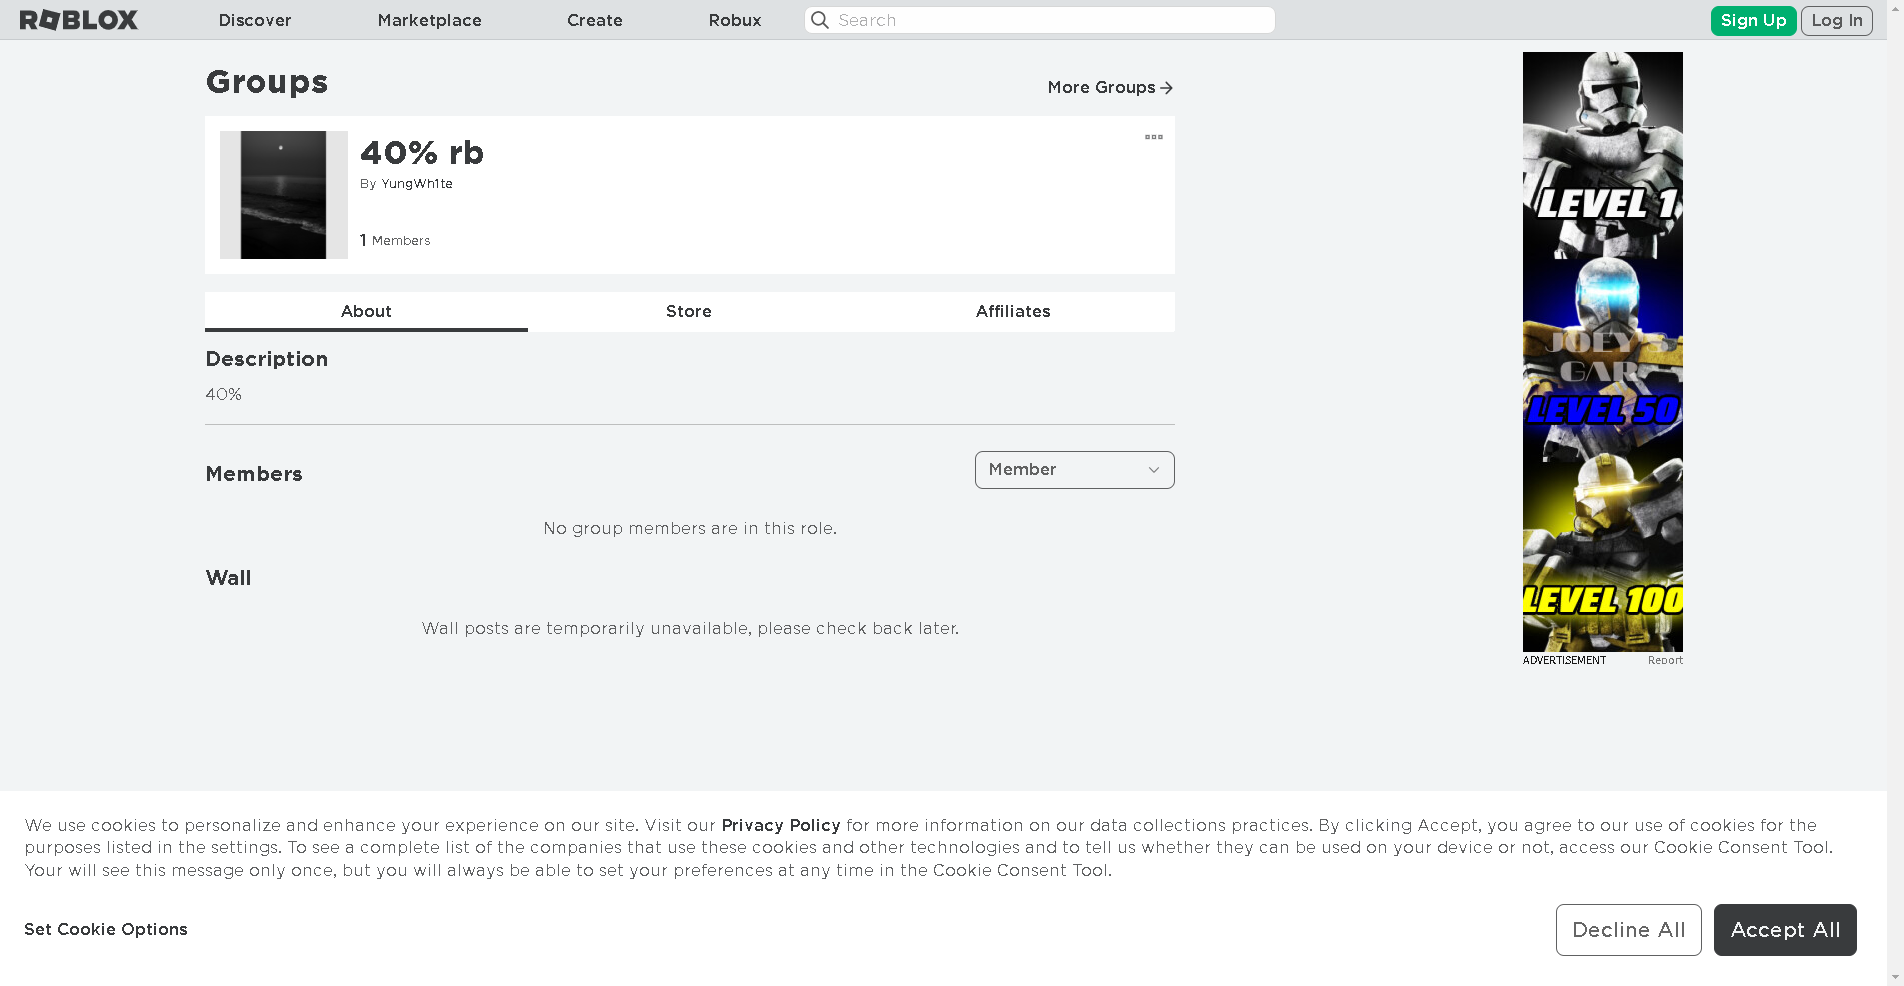 ROBLOX
Discover
Marketplace
Create
Robux
Search
Sign Up
Log In
Groups
More Groups
40% rb
By YungWh1te
1 Members
About
Store
Affiliates
Description
40%
Members
Member
No group members are in this role.
Wall
Wall posts are temporarily unavailable, please check back later.
LEVEL 1
JOEY'S
GAR
LEVEL 50
LEVEL 100
ADVERTISEMENT
Report
We use cookies to personalize and enhance your experience on our site. Visit our Privacy Policy for more information on our data collections practices. By clicking Accept, you agree to our use of cookies for the
purposes listed in the settings. To see a complete list of the companies that use these cookies and other technologies and to tell us whether they can be used on your device or not, access our Cookie Consent Tool.
Your will see this message only once, but you will always be able to set your preferences at any time in the Cookie Consent Tool.
Set Cookie Options
Decline All
Accept All